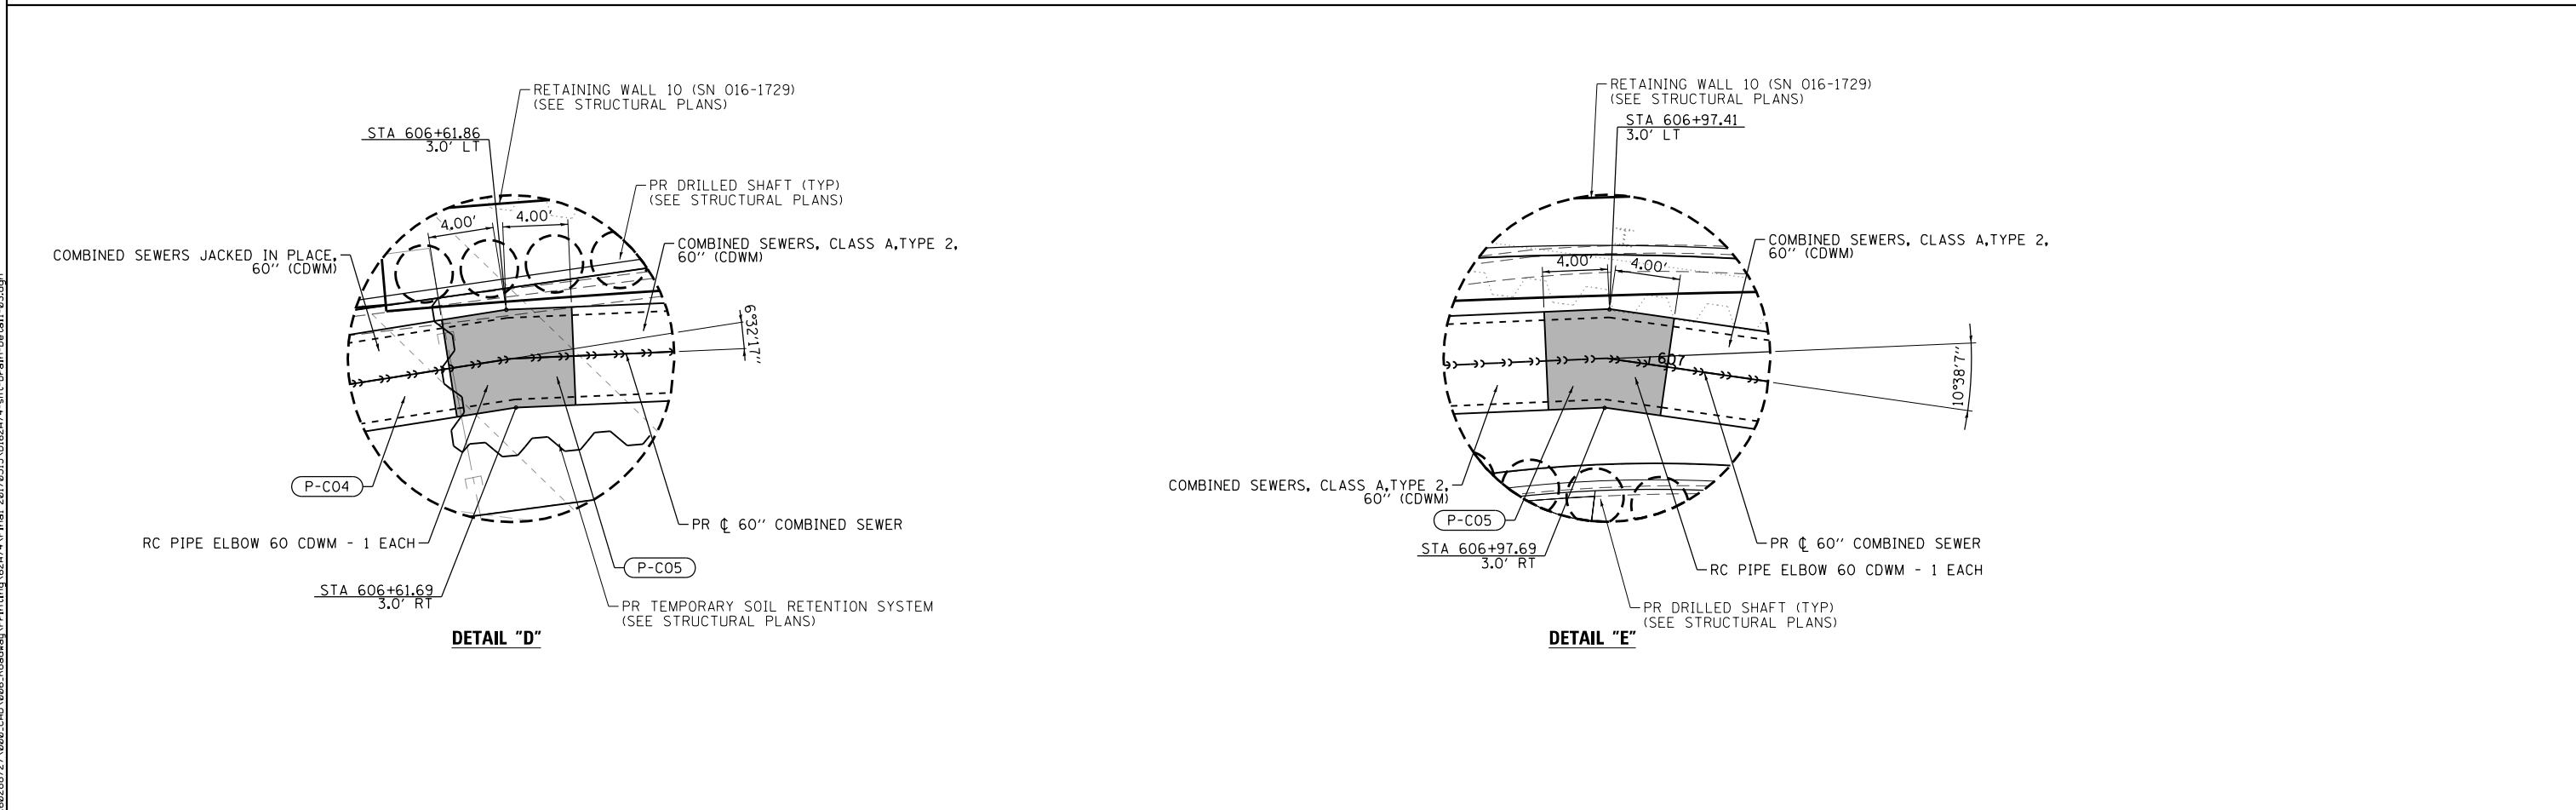 RETAINING WALL 10 (SN 016-1729)
(SEE STRUCTURAL PLANS)
STA 606+61.86
3.0' LT
PR DRILLED SHAFT (TYP)
(SEE STRUCTURAL PLANS)
4.00'
4.00'
COMBINED SEWERS JACKED IN PLACE,
60" (CDWM)
COMBINED SEWERS, CLASS A,TYPE 2,
60" (CDWM)
6°32'17"
P-C04
PR ℄ 60" COMBINED SEWER
RC PIPE ELBOW 60 CDWM - 1 EACH
P-C05
STA 606+61.69
3.0' RT
PR TEMPORARY SOIL RETENTION SYSTEM
(SEE STRUCTURAL PLANS)
DETAIL "D"
RETAINING WALL 10 (SN 016-1729)
(SEE STRUCTURAL PLANS)
STA 606+97.41
3.0' LT
COMBINED SEWERS, CLASS A,TYPE 2,
60" (CDWM)
4.00'
4.00'
607
10°38'7"
COMBINED SEWERS, CLASS A,TYPE 2,
60" (CDWM)
P-C05
PR ℄ 60" COMBINED SEWER
STA 606+97.69
3.0' RT
RC PIPE ELBOW 60 CDWM - 1 EACH
PR DRILLED SHAFT (TYP)
(SEE STRUCTURAL PLANS)
DETAIL "E"